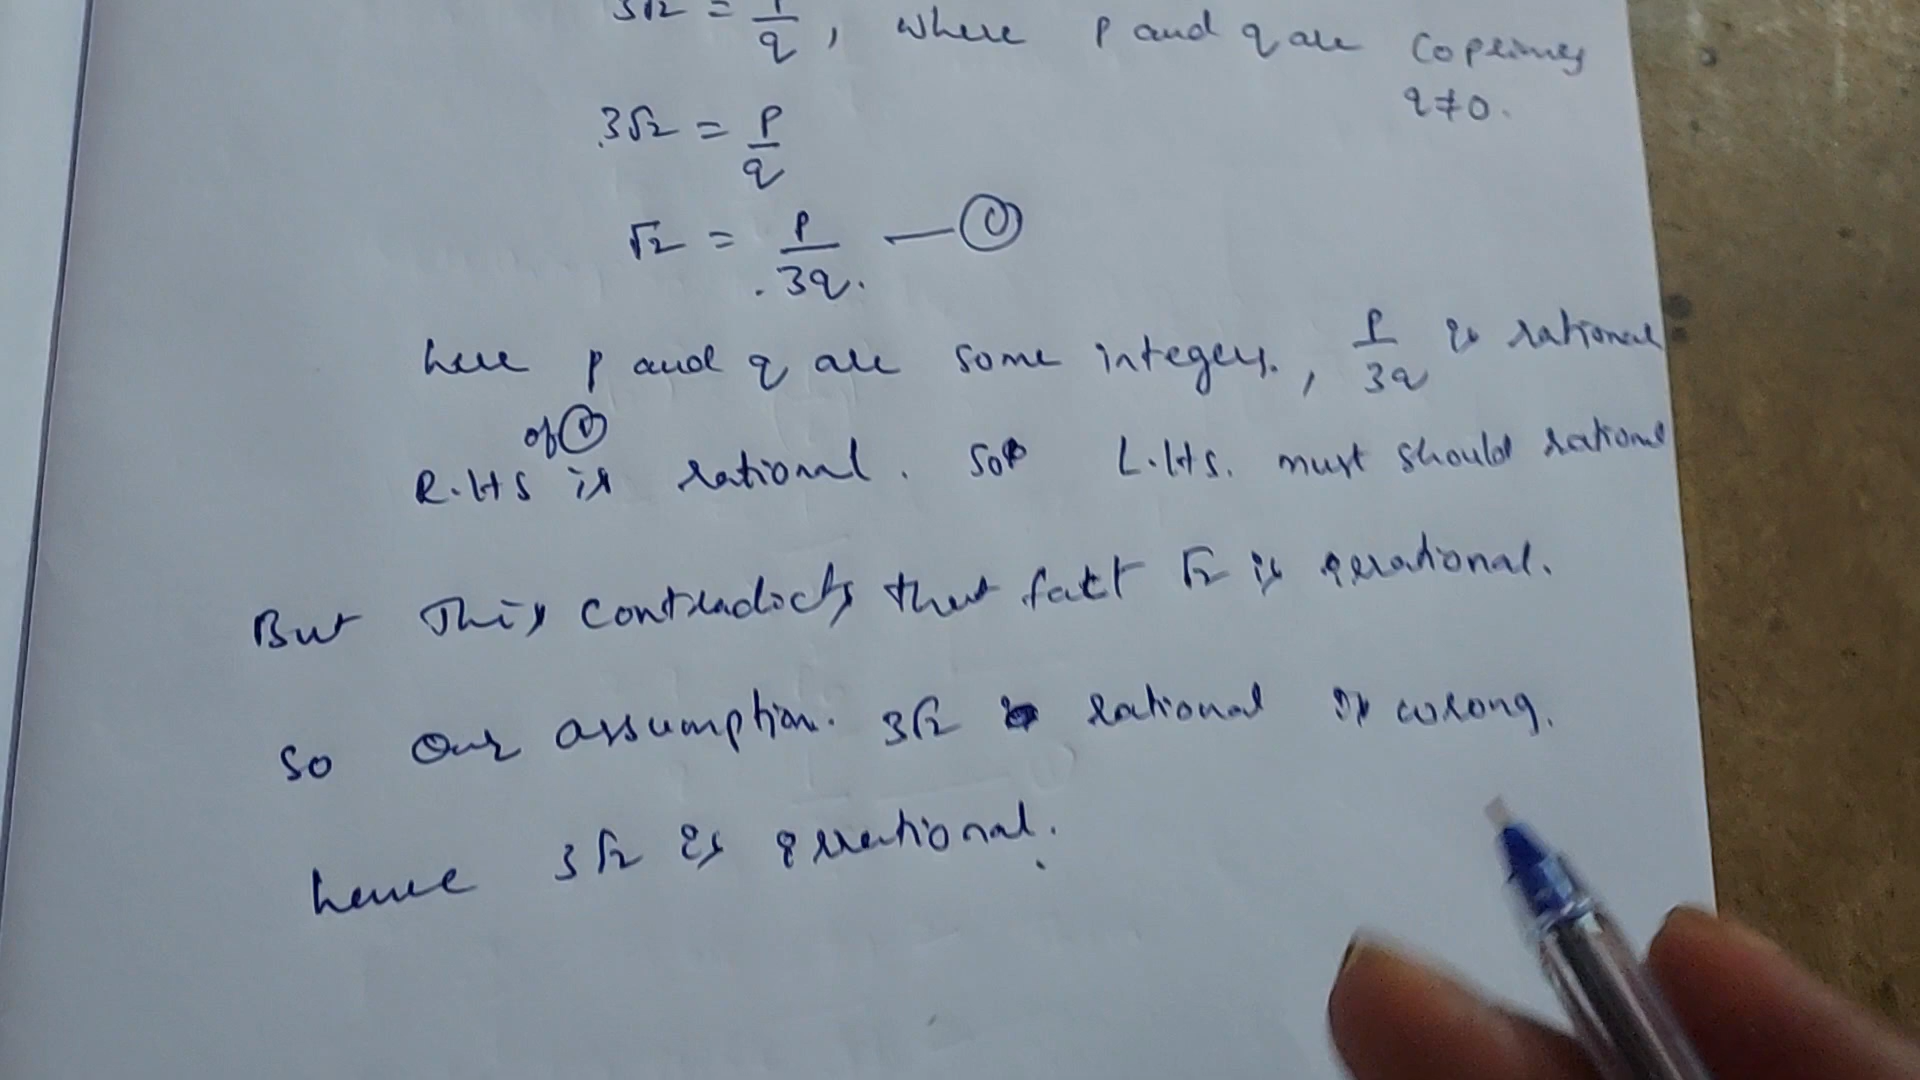 3√2 = p/q, where p and q are coprimes
q≠0.
3√2 = p/q
√2 = p/3q. —①
here p and q are some integers., p/3q is rational
of ①
R.H.S is rational. so L.H.S. must should rational
But This contradicts that fact √2 is irrational.
so our assumption. 3√2 is rational is wrong.
hence 3√2 is irrational.